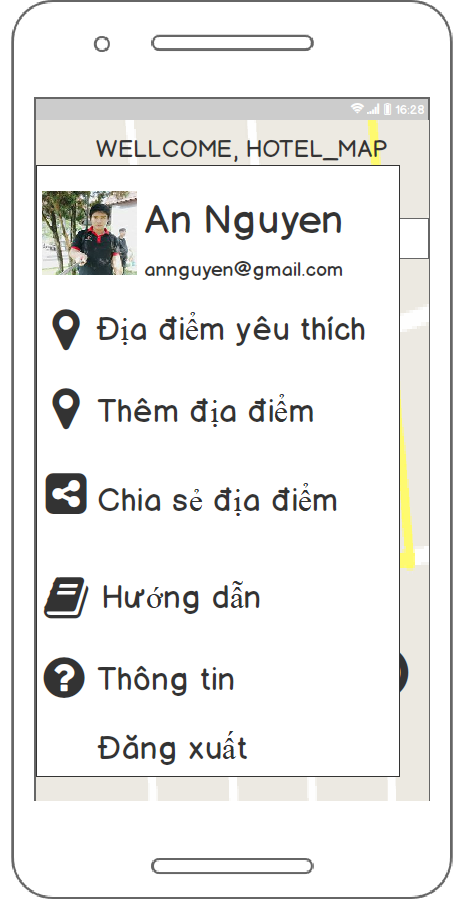 16:28
WELLCOME, HOTEL_MAP
An Nguyen
annguyen@gmail.com
Địa điểm yêu thích
Thêm địa điểm
Chia sẻ địa điểm
Hướng dẫn
Thông tin
Đăng xuất